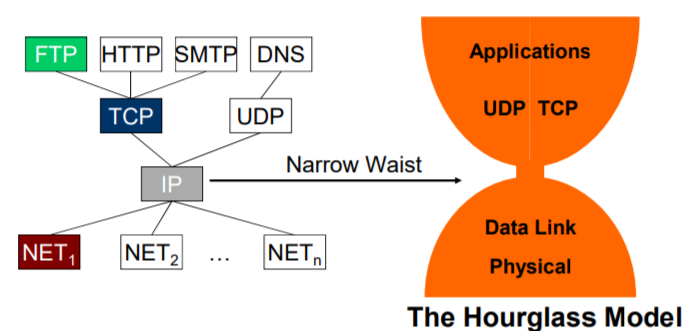 FTP HTTP SMTP DNS
TCP UDP
IP
NET1 NET2 … NETn
Narrow Waist
Applications
UDP TCP
Data Link
Physical
The Hourglass Model